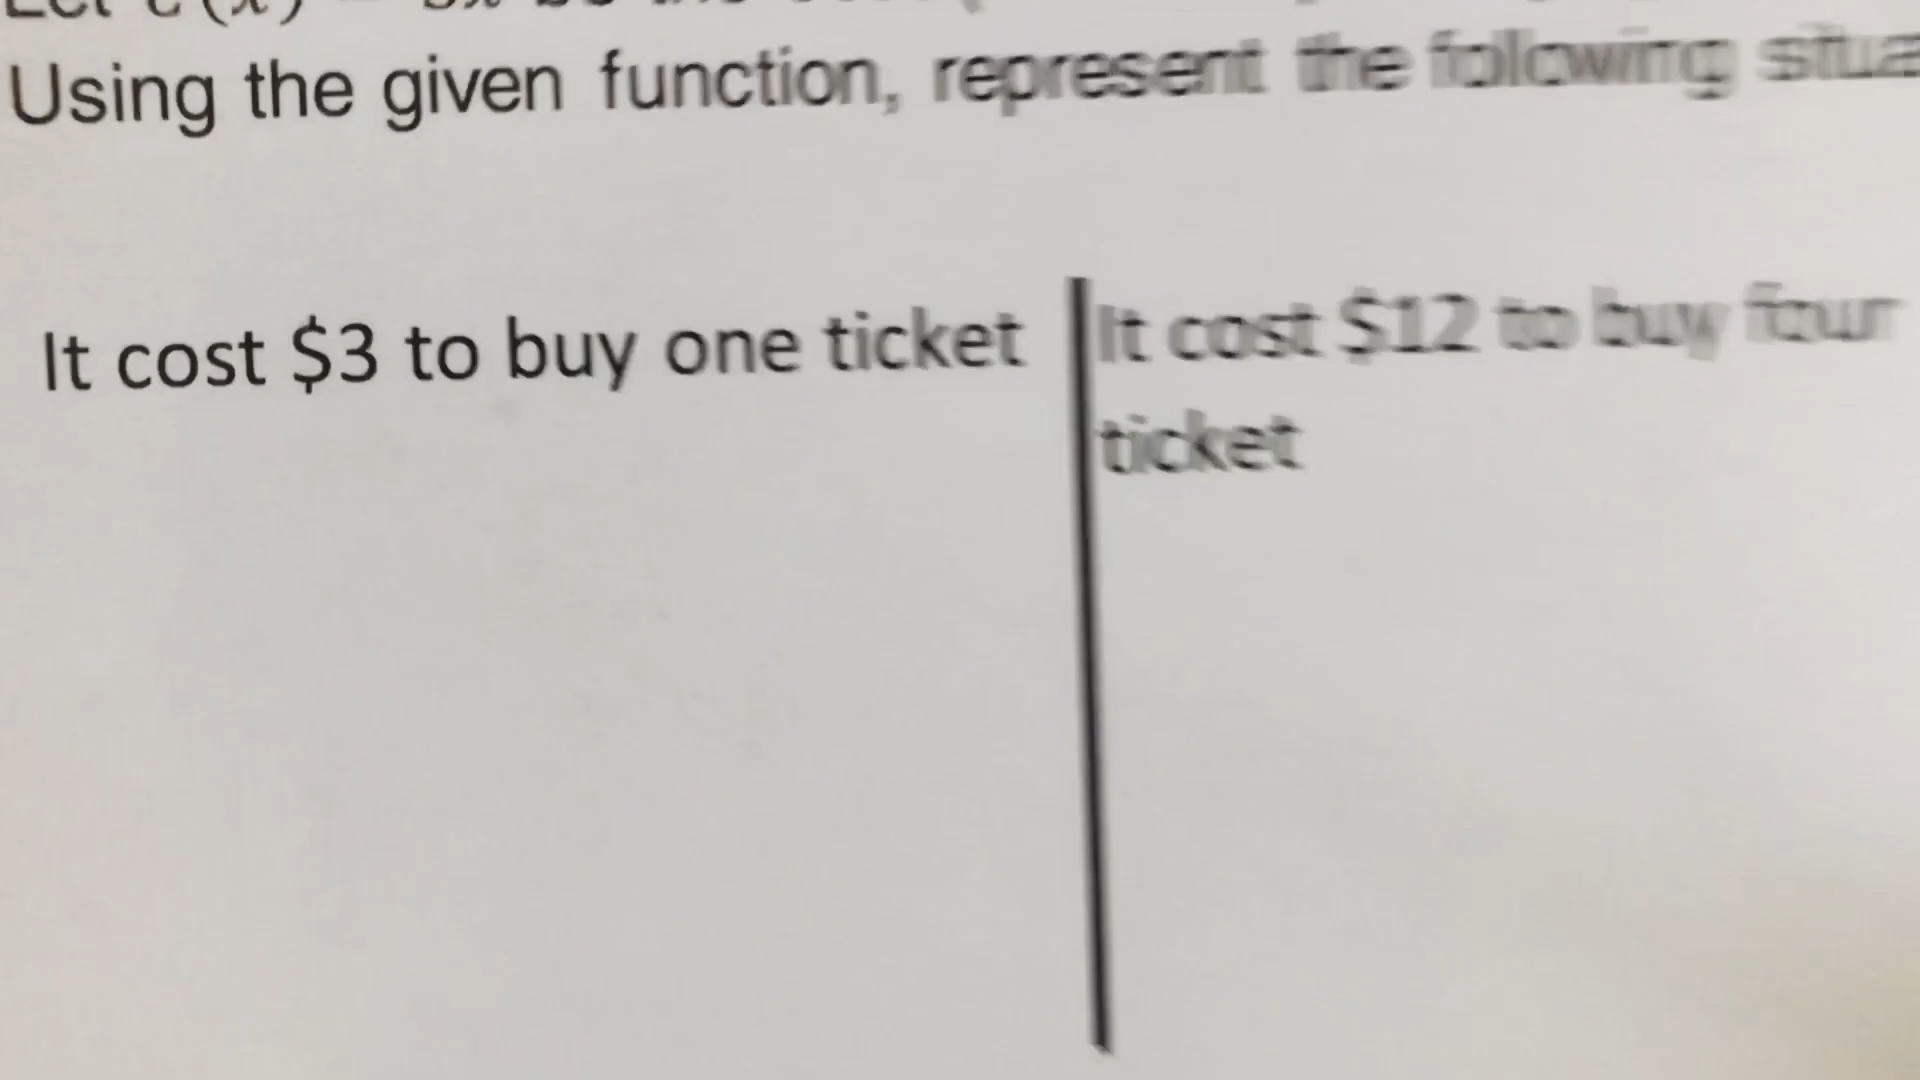 Using the given function, represent the following
It cost $3 to buy one ticket
It cost $12 to buy four
ticket